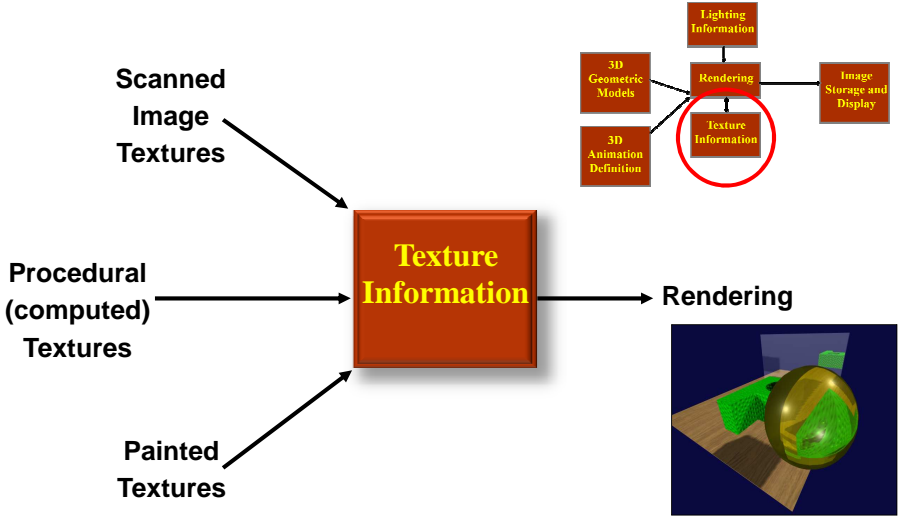 Scanned
Image
Textures
Procedural
(computed)
Textures
Painted
Textures
Texture
Information
Rendering
Lighting
Information
3D
Geometric
Models
Rendering
Image
Storage and
Display
Texture
Information
3D
Animation
Definition